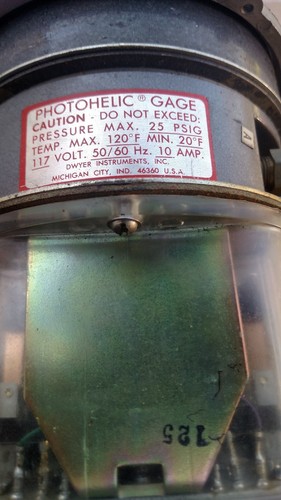 PHOTOHELIC® GAGE
CAUTION - DO NOT EXCEED:
PRESSURE MAX. 25 PSIG
TEMP. MAX. 120°F MIN. 20°F
117 VOLT. 50/60 Hz. 10 AMP.
DWYER INSTRUMENTS, INC.
MICHIGAN CITY, IND. 46360 U.S.A.
125